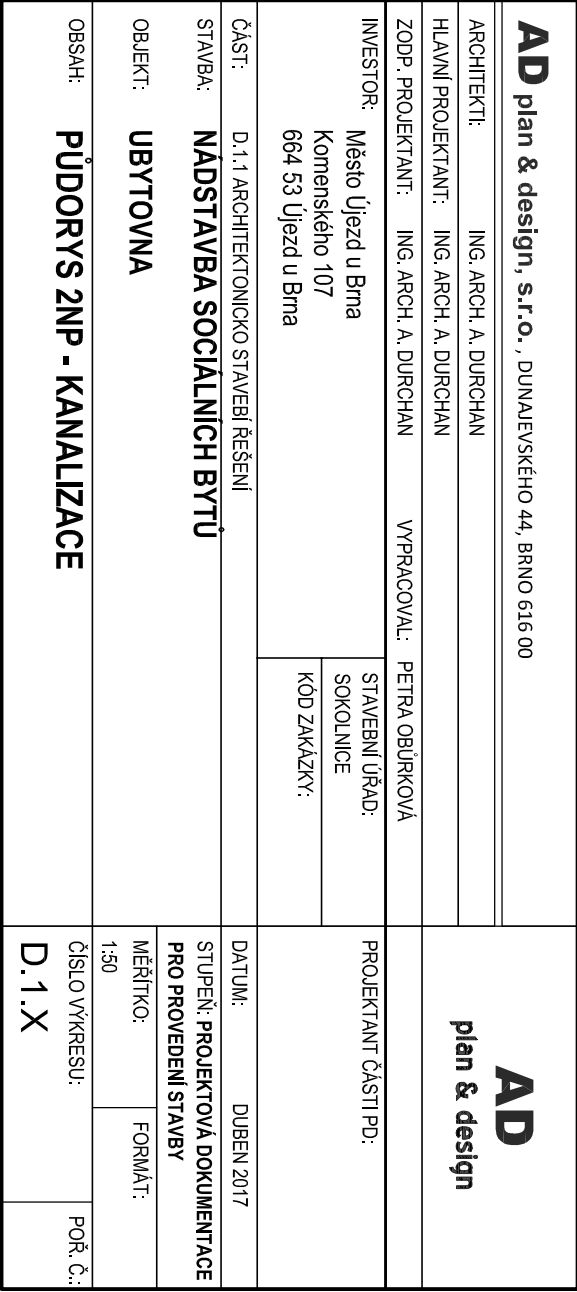 AD plan & design, s.r.o. , DUNAJEVSKÉHO 44, BRNO 616 00
ARCHITEKTI: ING. ARCH. A. DURCHAN
HLAVNÍ PROJEKTANT: ING. ARCH. A. DURCHAN
AD
plan & design
ZODP. PROJEKTANT: ING. ARCH. A. DURCHAN VYPRACOVAL: PETRA OBŮRKOVÁ
INVESTOR:
Město Újezd u Brna
Komenského 107
664 53 Újezd u Brna
STAVEBNÍ ÚŘAD:
SOKOLNICE
KÓD ZAKÁZKY:
PROJEKTANT ČÁSTI PD:
ČÁST: D.1.1 ARCHITEKTONICKO STAVEBÍ ŘEŠENÍ
DATUM: DUBEN 2017
STAVBA: NÁDSTAVBA SOCIÁLNÍCH BYTŮ
STUPEŇ: PROJEKTOVÁ DOKUMENTACE
PRO PROVEDENÍ STAVBY
OBJEKT: UBYTOVNA
MĚŘÍTKO:
1:50
FORMÁT:
OBSAH: PŮDORYS 2NP - KANALIZACE
ČÍSLO VÝKRESU:
D.1.X
POŘ. Č.: